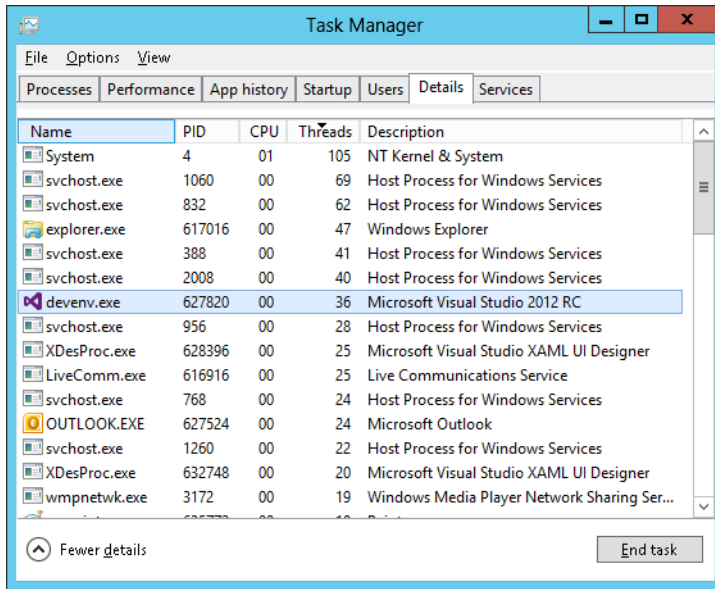 Task Manager
File Options View
Processes Performance App history Startup Users Details Services
Name PID CPU Threads Description
System 4 01 105 NT Kernel & System
svchost.exe 1060 00 69 Host Process for Windows Services
svchost.exe 832 00 62 Host Process for Windows Services
explorer.exe 617016 00 47 Windows Explorer
svchost.exe 388 00 41 Host Process for Windows Services
svchost.exe 2008 00 40 Host Process for Windows Services
devenv.exe 627820 00 36 Microsoft Visual Studio 2012 RC
svchost.exe 956 00 28 Host Process for Windows Services
XDesProc.exe 628396 00 25 Microsoft Visual Studio XAML UI Designer
LiveComm.exe 616916 00 25 Live Communications Service
svchost.exe 768 00 24 Host Process for Windows Services
OUTLOOK.EXE 627524 00 24 Microsoft Outlook
svchost.exe 1260 00 22 Host Process for Windows Services
XDesProc.exe 632748 00 20 Microsoft Visual Studio XAML UI Designer
wmpnetwk.exe 3172 00 19 Windows Media Player Network Sharing Ser...
Fewer details End task